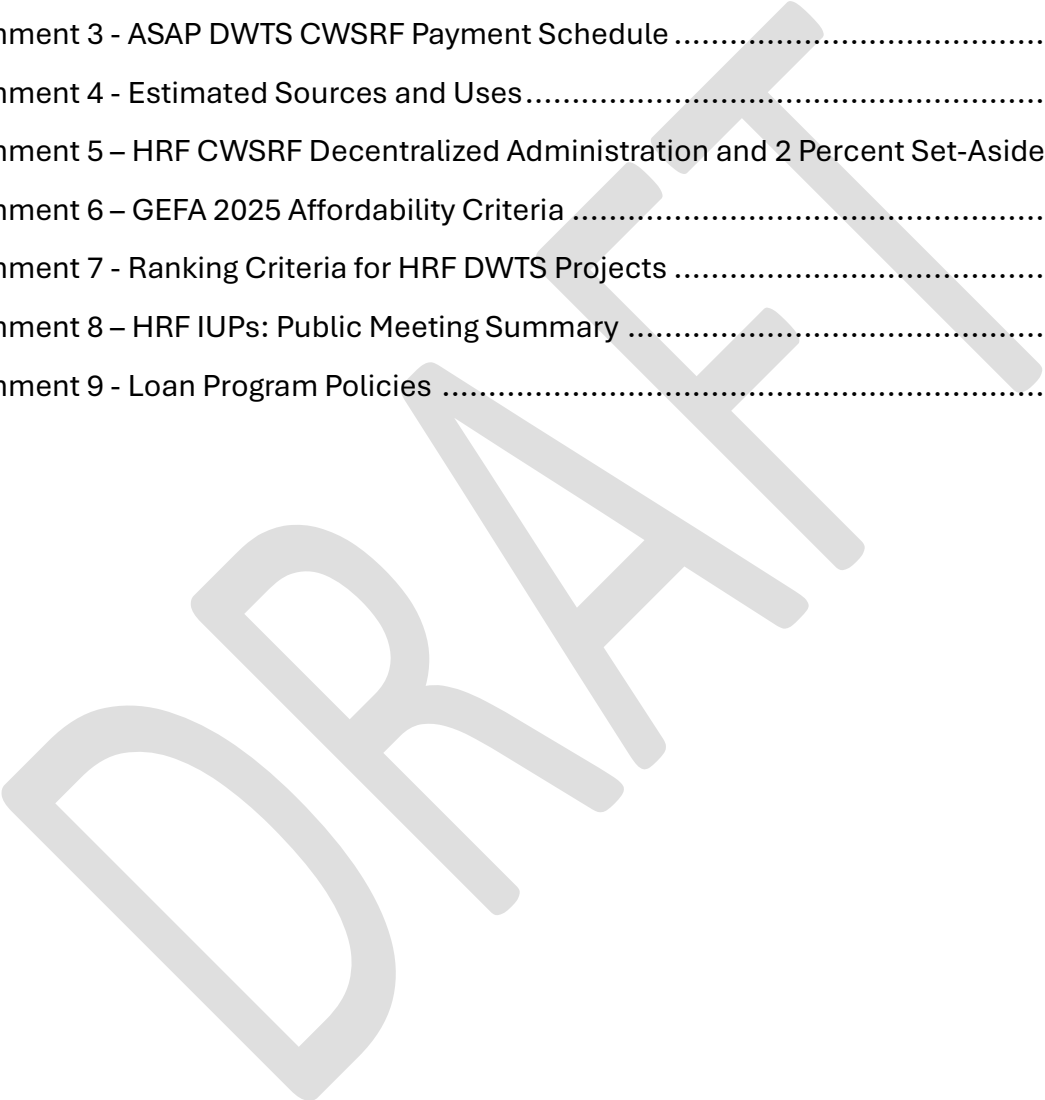 nment 3 - ASAP DWTS CWSRF Payment Schedule ........................................
nment 4 - Estimated Sources and Uses........................................................
nment 5 – HRF CWSRF Decentralized Administration and 2 Percent Set-Aside
nment 6 – GEFA 2025 Affordability Criteria ...................................................
nment 7 - Ranking Criteria for HRF DWTS Projects ........................................
nment 8 – HRF IUPs: Public Meeting Summary .............................................
nment 9 - Loan Program Policies ..................................................................
DRAFT